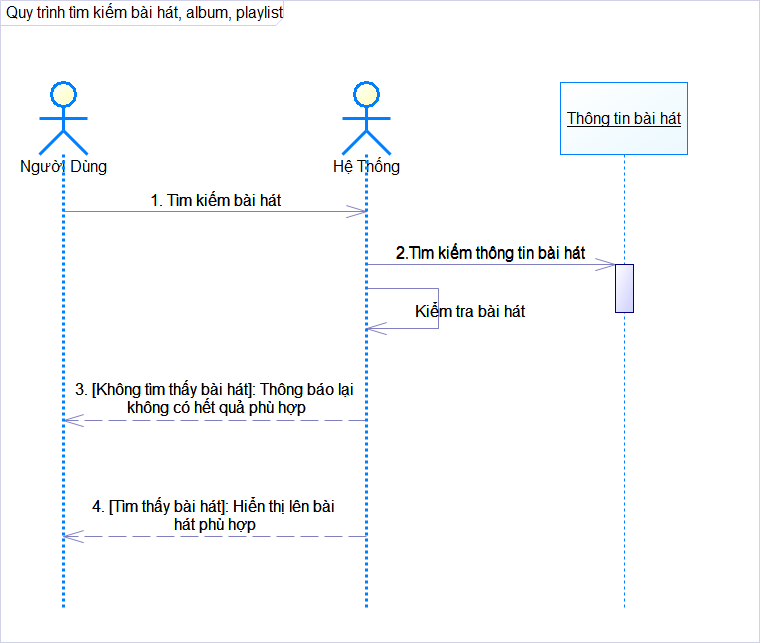 Quy trình tìm kiếm bài hát, album, playlist
Thông tin bài hát
Người Dùng
Hệ Thống
1. Tìm kiếm bài hát
2.Tìm kiếm thông tin bài hát
Kiểm tra bài hát
3. [Không tìm thấy bài hát]: Thông báo lại
không có hết quả phù hợp
4. [Tìm thấy bài hát]: Hiển thị lên bài
hát phù hợp